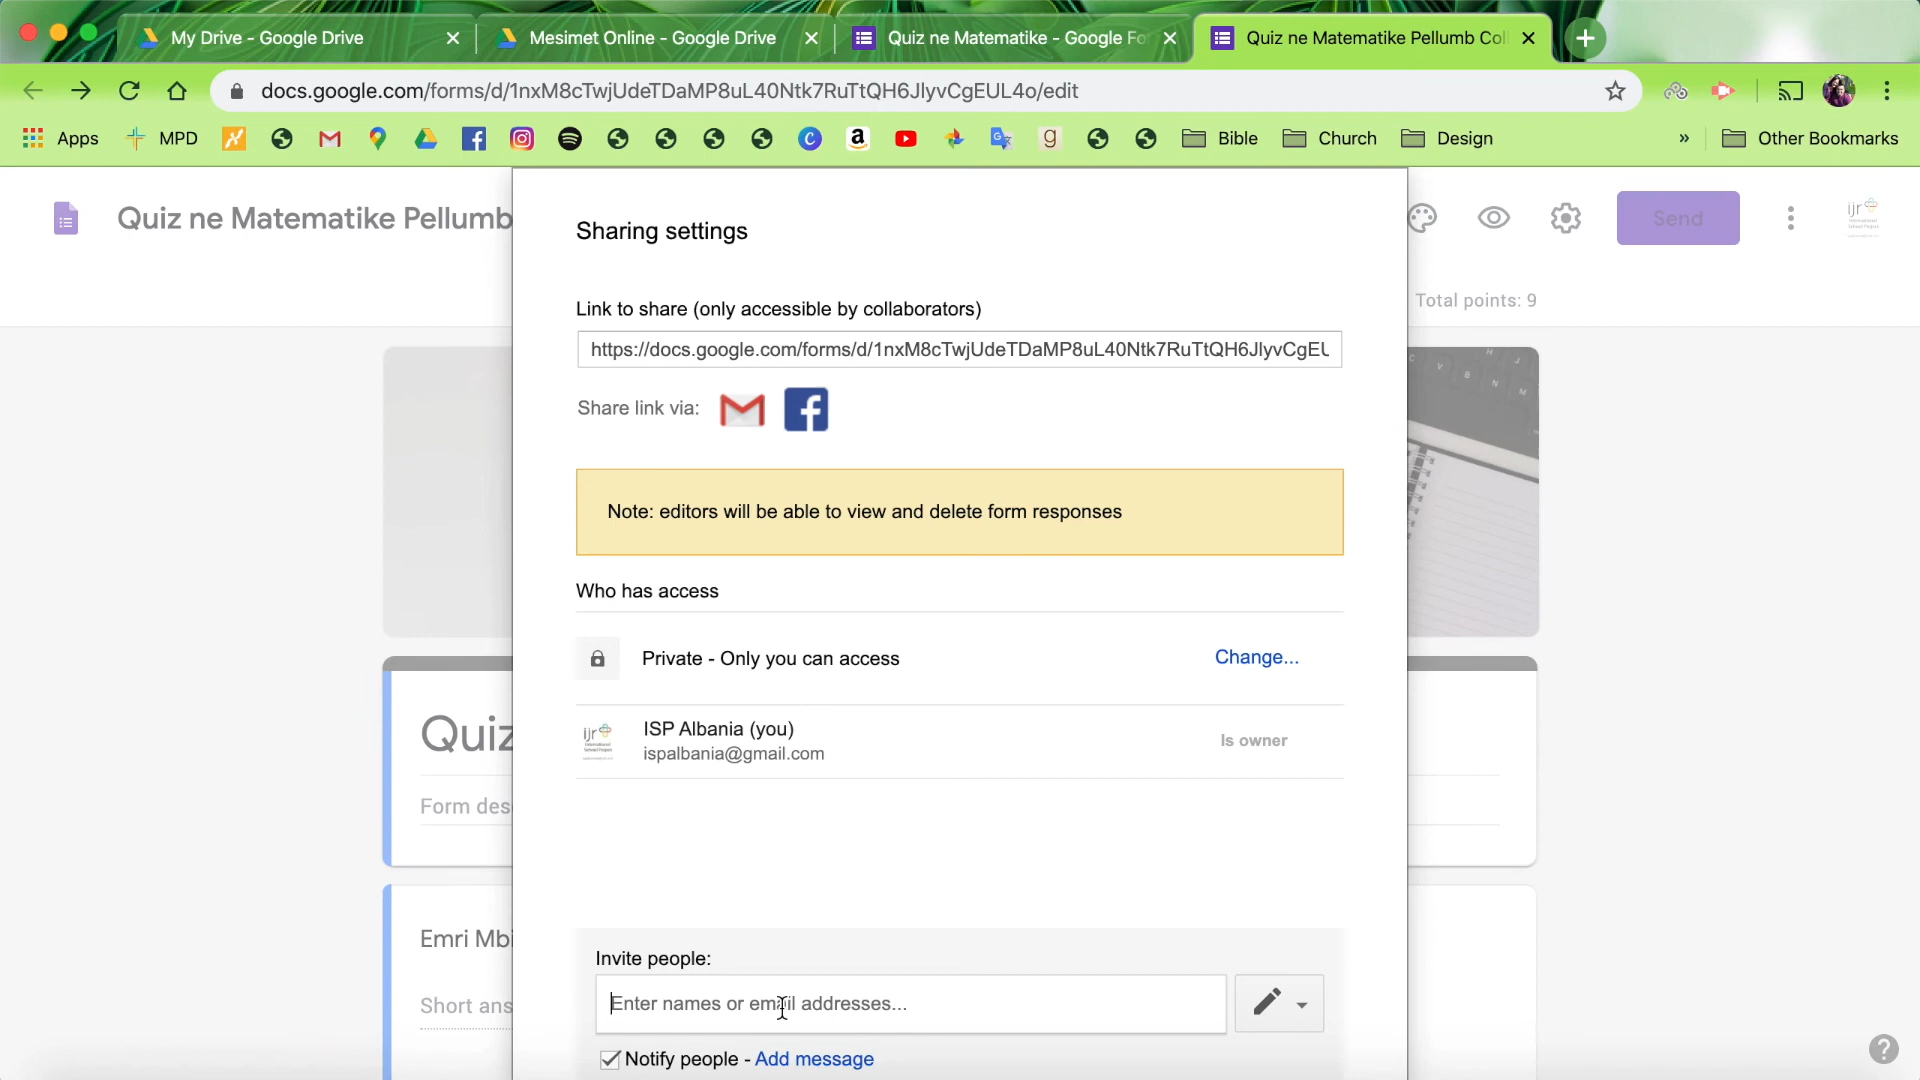 My Drive - Google Drive
Mesimet Online - Google Drive
Quiz ne Matematike - Google Fo
Quiz ne Matematike Pellumb Coll
docs.google.com/forms/d/1nxM8cTwjUdeTDaMP8uL40Ntk7RuTtQH6JlyvCgEUL4o/edit
Apps
MPD
Bible
Church
Design
»
Other Bookmarks
Quiz ne Matematike Pellumb
Send
Total points: 9
Sharing settings
Link to share (only accessible by collaborators)
https://docs.google.com/forms/d/1nxM8cTwjUdeTDaMP8uL40Ntk7RuTtQH6JlyvCgEU
Share link via:
Note: editors will be able to view and delete form responses
Who has access
Private - Only you can access
Change...
ISP Albania (you)
ispalbania@gmail.com
Is owner
Quiz
Form des
Emri Mbi
Short ans
Invite people:
Enter names or email addresses...
Notify people - Add message